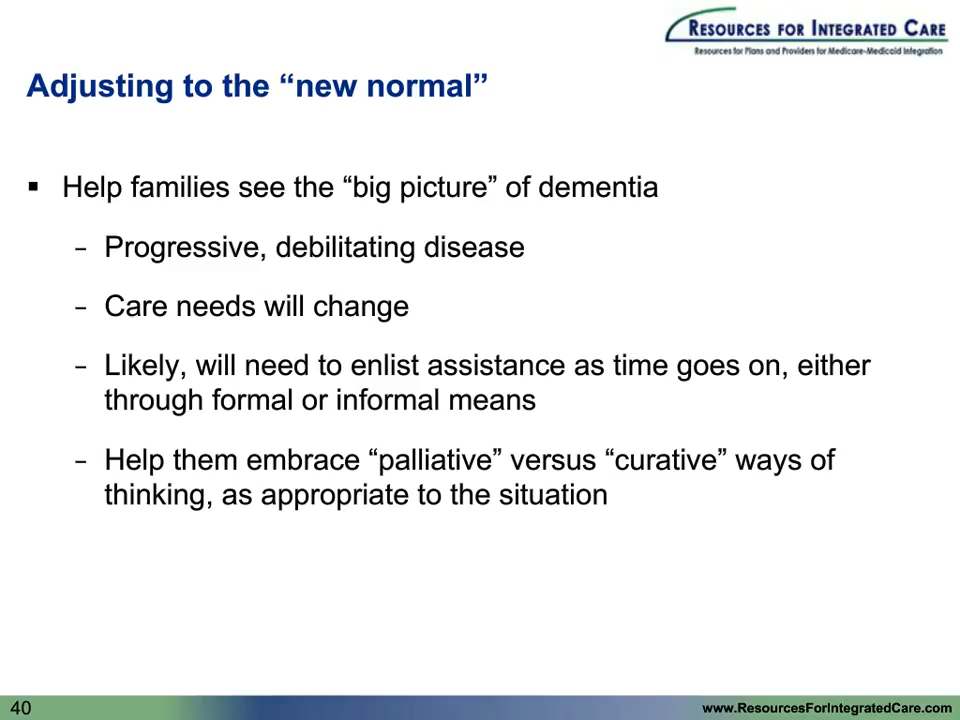 RESOURCES FOR INTEGRATED CARE
Resources for Plans and Providers for Medicare-Medicaid Integration
Adjusting to the “new normal”
▪ Help families see the “big picture” of dementia
– Progressive, debilitating disease
– Care needs will change
– Likely, will need to enlist assistance as time goes on, either
through formal or informal means
– Help them embrace “palliative” versus “curative” ways of
thinking, as appropriate to the situation
40
www.ResourcesForIntegratedCare.com